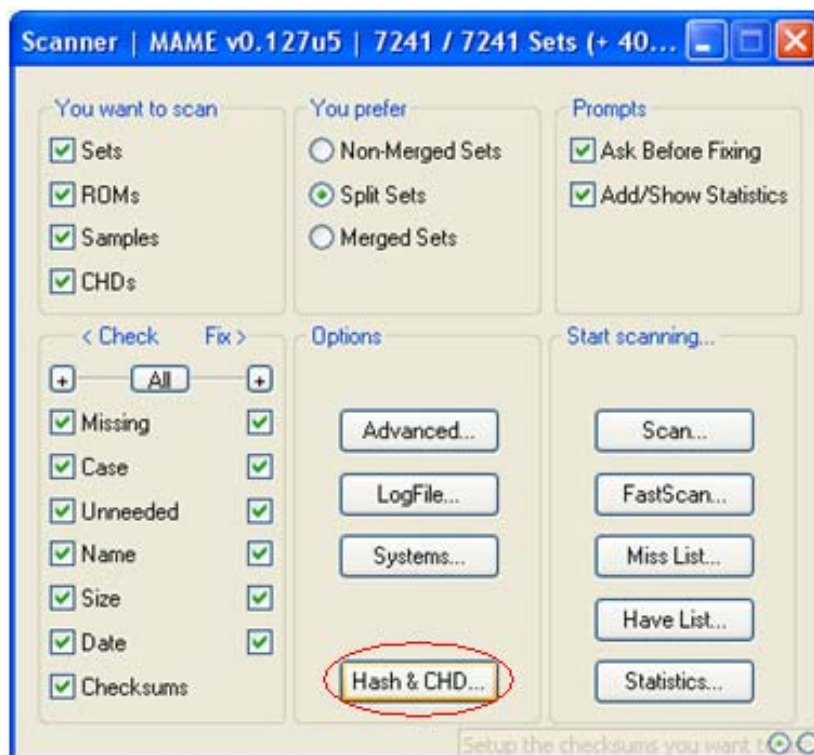 Scanner | MAME v0.127u5 | 7241 / 7241 Sets (+ 40...
You want to scan
Sets
ROMs
Samples
CHDs
You prefer
Non-Merged Sets
Split Sets
Merged Sets
Prompts
Ask Before Fixing
Add/Show Statistics
< Check Fix >
+ All +
Missing
Case
Unneeded
Name
Size
Date
Checksums
Options
Advanced...
LogFile...
Systems...
Hash & CHD...
Start scanning...
Scan...
FastScan...
Miss List...
Have List...
Statistics...
Setup the checksums you want